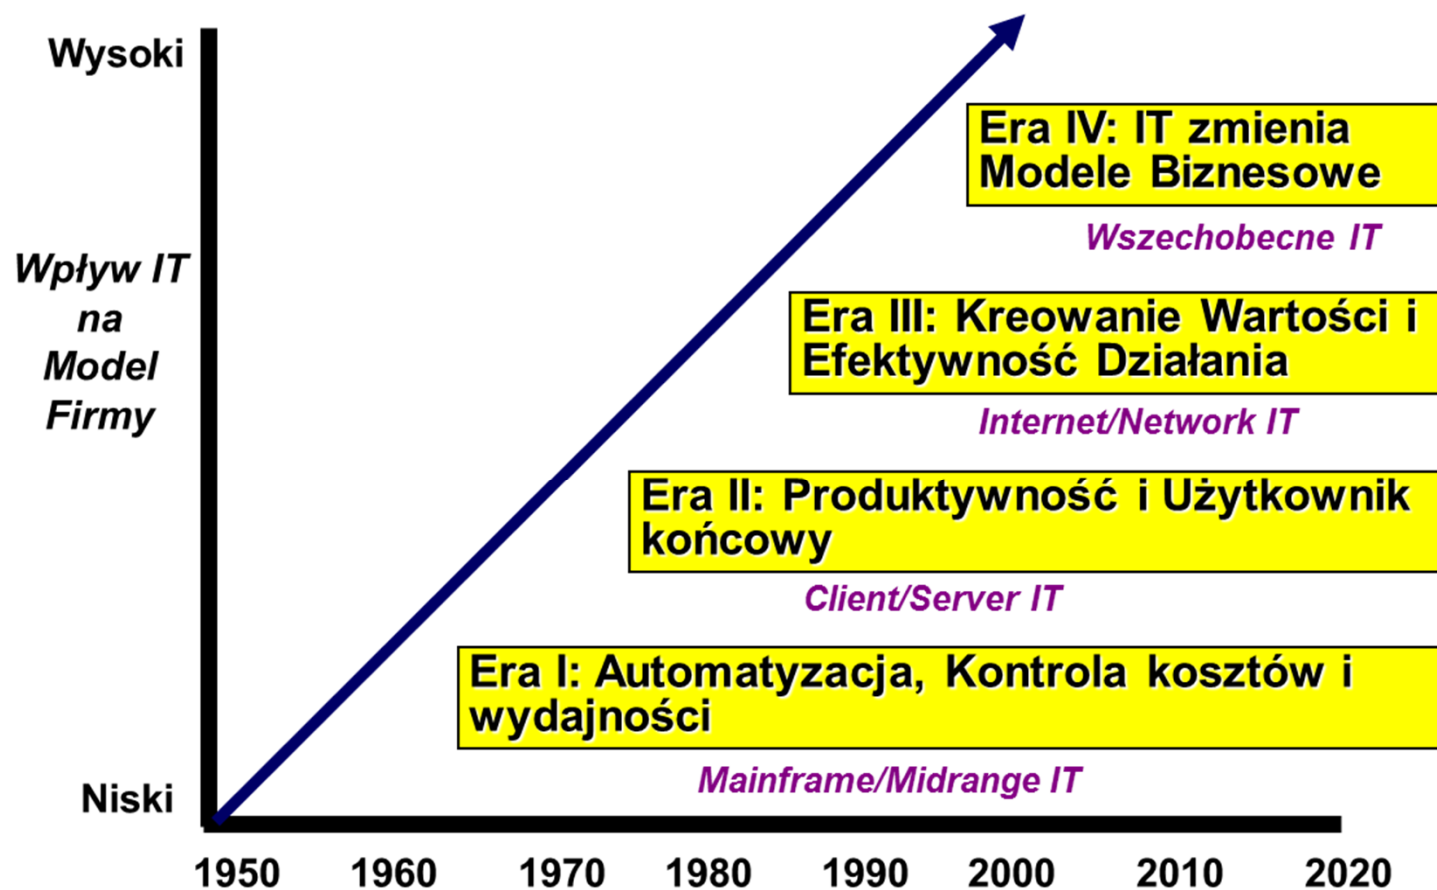 Wysoki
Era IV: IT zmienia
Modele Biznesowe
Wszechobecne IT
Wpływ IT
na
Model
Firmy
Era III: Kreowanie Wartości i
Efektywność Działania
Internet/Network IT
Era II: Produktywność i Użytkownik
końcowy
Client/Server IT
Era I: Automatyzacja, Kontrola kosztów i
wydajności
Mainframe/Midrange IT
Niski
1950 1960 1970 1980 1990 2000 2010 2020